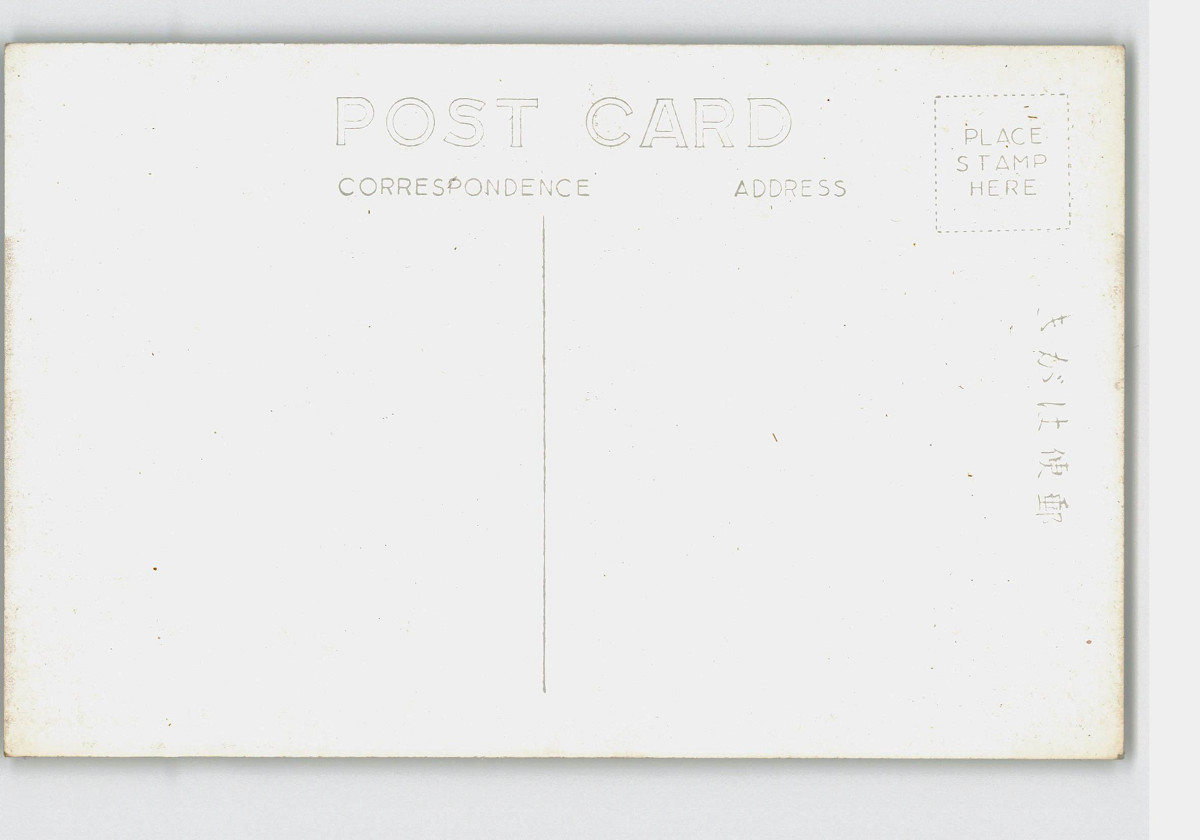 POST CARD
CORRESPONDENCE
ADDRESS
PLACE
STAMP
HERE
郵便はがき